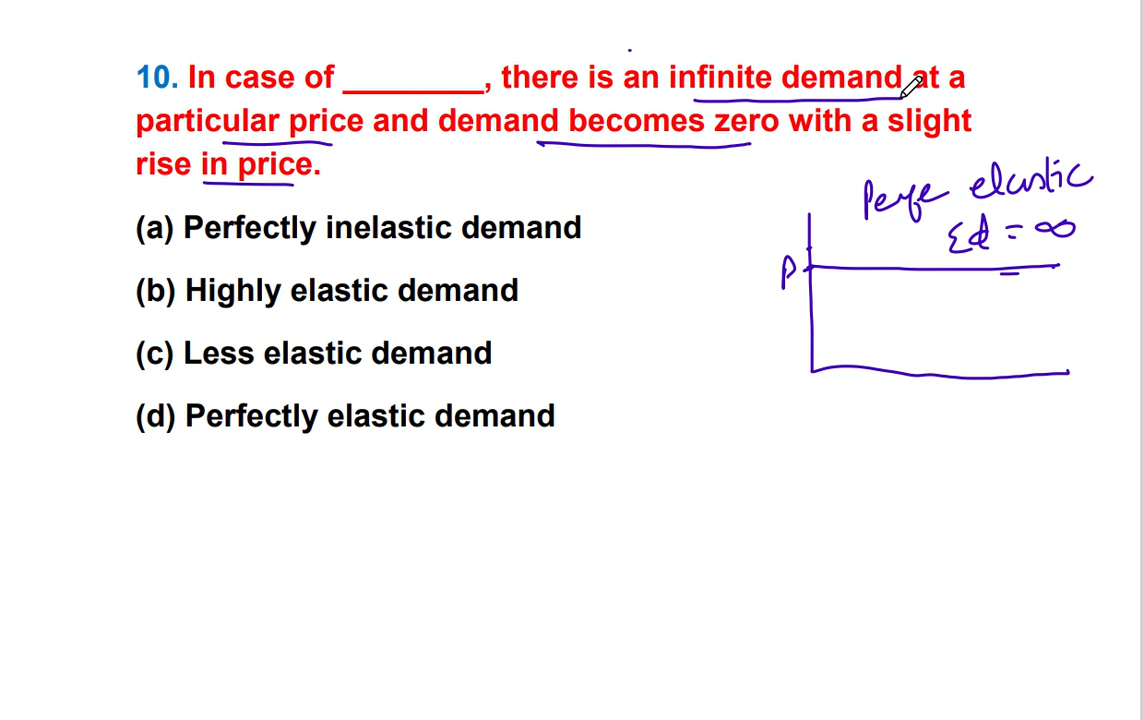 10. In case of ________, there is an infinite demand at a
particular price and demand becomes zero with a slight
rise in price.
Perfe elastic
Ed = ∞
P
(a) Perfectly inelastic demand
(b) Highly elastic demand
(c) Less elastic demand
(d) Perfectly elastic demand